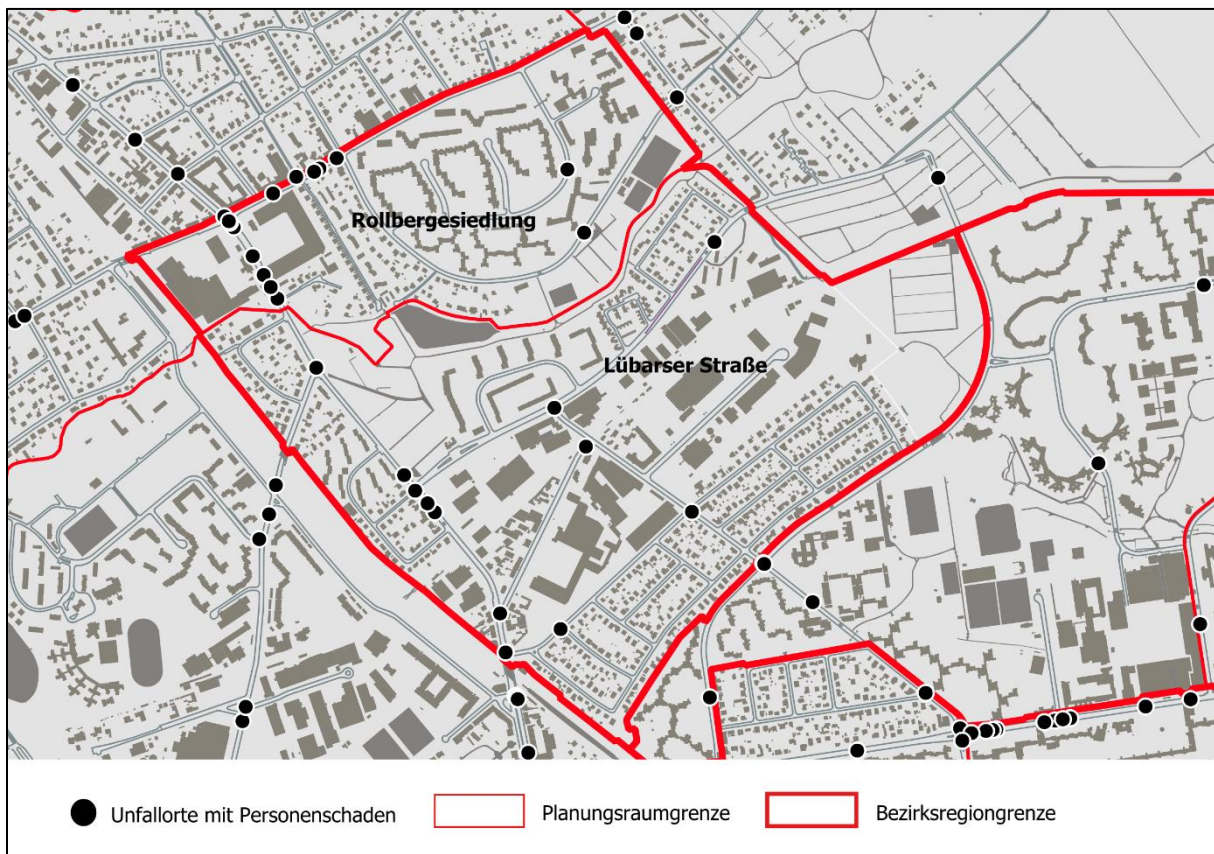 Rollbergesiedlung
Lübarser Straße
Unfallorte mit Personenschaden
Planungsraumgrenze
Bezirksregiongrenze